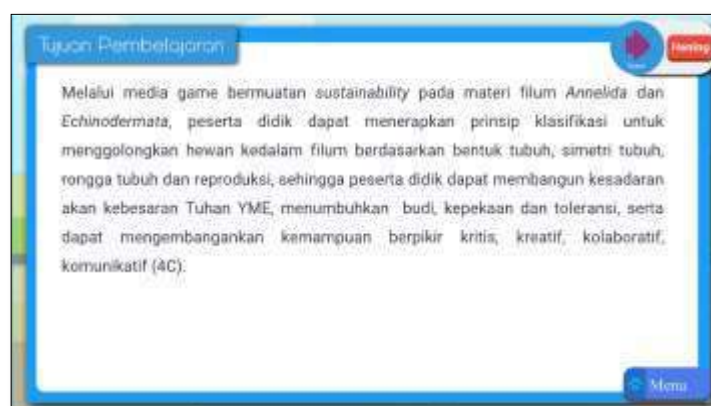 Tujuan Pembelajaran
Hening
Melalui media game bermuatan sustainability pada materi filum Annelida dan
Echinodermata, peserta didik dapat menerapkan prinsip klasifikasi untuk
menggolongkan hewan kedalam filum berdasarkan bentuk tubuh, simetri tubuh,
rongga tubuh dan reproduksi, sehingga peserta didik dapat membangun kesadaran
akan kebesaran Tuhan YME, menumbuhkan budi, kepekaan dan toleransi, serta
dapat mengembangankan kemampuan berpikir kritis, kreatif, kolaboratif,
komunikatif (4C).
Menu